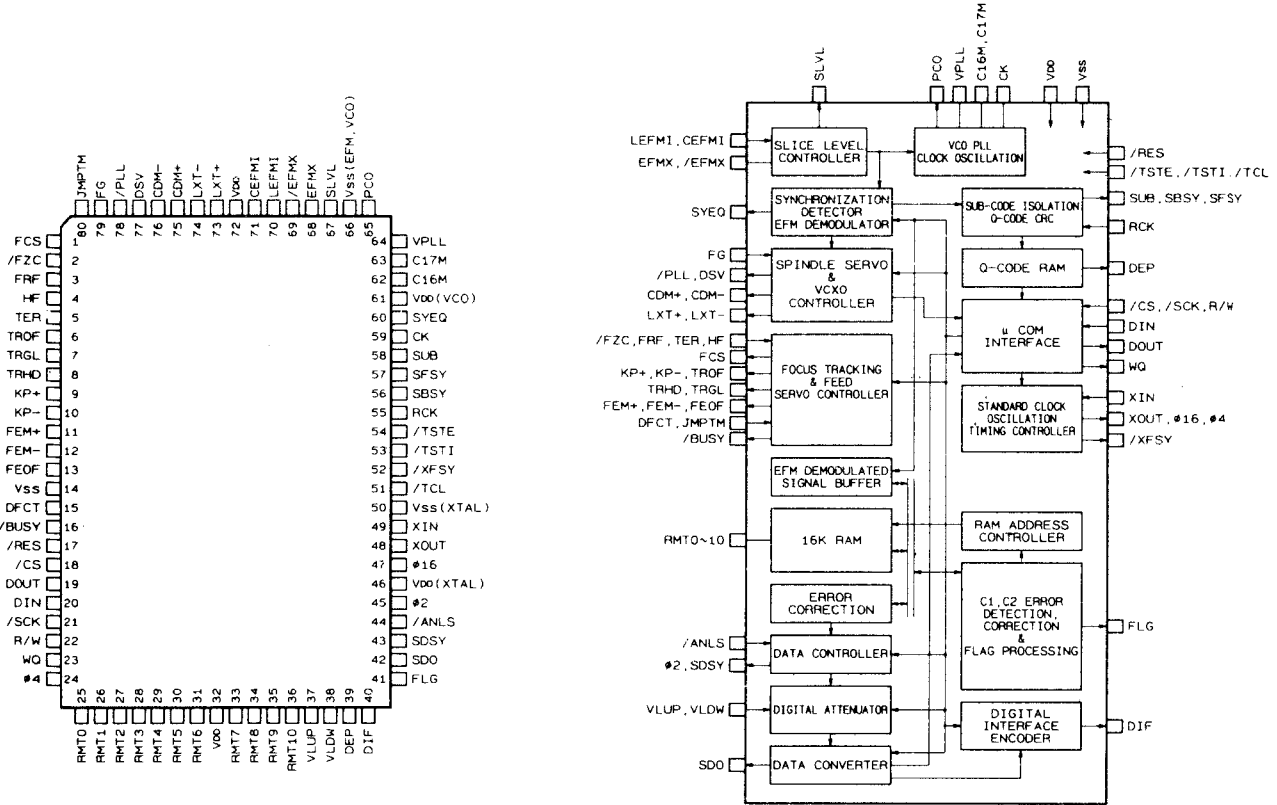 JMPTM
FG
/PLL
DSV
CDM-
CDM+
LXT-
LXT+
VDD
CEFMI
LEFMI
/EFMX
EFMX
SLVL
Vss(EFM,VCO)
PCO
80
79
78
77
76
75
74
73
72
71
70
69
68
67
66
65
FCS 1
/FZC 2
FRF 3
HF 4
TER 5
TROF 6
TRGL 7
TRHD 8
KP+ 9
KP- 10
FEM+ 11
FEM- 12
FEOF 13
Vss 14
DFCT 15
/BUSY 16
/RES 17
/CS 18
DOUT 19
DIN 20
/SCK 21
R/W 22
WQ 23
ø4 24
64 VPLL
63 C17M
62 C16M
61 VDD(VCO)
60 SYEQ
59 CK
58 SUB
57 SFSY
56 SBSY
55 RCK
54 /TSTE
53 /TSTI
52 /XFSY
51 /TCL
50 Vss(XTAL)
49 XIN
48 XOUT
47 ø16
46 VDD(XTAL)
45 ø2
44 /ANLS
43 SDSY
42 SDO
41 FLG
25
26
27
28
29
30
31
32
33
34
35
36
37
38
39
40
RMT0
RMT1
RMT2
RMT3
RMT4
RMT5
RMT6
VDD
RMT7
RMT8
RMT9
RMT10
VLUP
VLDW
DEP
DIF
SLVL
PCO
VPLL
C16M,C17M
CK
VDD
Vss
LEFMI,CEFMI
EFMX,/EFMX
SYEQ
FG
/PLL,DSV
CDM+,CDM-
LXT+,LXT-
/FZC,FRF,TER,HF
FCS
KP+,KP-,TROF
TRHD,TRGL
FEM+,FEM-,FEOF
DFCT,JMPTM
/BUSY
RMT0~10
/ANLS
ø2,SDSY
VLUP,VLDW
SDO
SLICE LEVEL
CONTROLLER
SYNCHRONIZATION
DETECTOR
EFM DEMODULATOR
SPINDLE SERVO
&
VCXO
CONTROLLER
FOCUS TRACKING
& FEED
SERVO CONTROLLER
EFM DEMODULATED
SIGNAL BUFFER
16K RAM
ERROR
CORRECTION
DATA CONTROLLER
DIGITAL ATTENUATOR
DATA CONVERTER
VCO PLL
CLOCK OSCILLATION
SUB-CODE ISOLATION
Q-CODE CRC
Q-CODE RAM
µ COM
INTERFACE
STANDARD CLOCK
OSCILLATION
TIMING CONTROLLER
RAM ADDRESS
CONTROLLER
C1,C2 ERROR
DETECTION,
CORRECTION
&
FLAG PROCESSING
DIGITAL
INTERFACE
ENCODER
/RES
/TSTE,/TSTI./TCL
SUB,SBSY,SFSY
RCK
DEP
/CS,/SCK,R/W
DIN
DOUT
WQ
XIN
XOUT,ø16,ø4
/XFSY
FLG
DIF